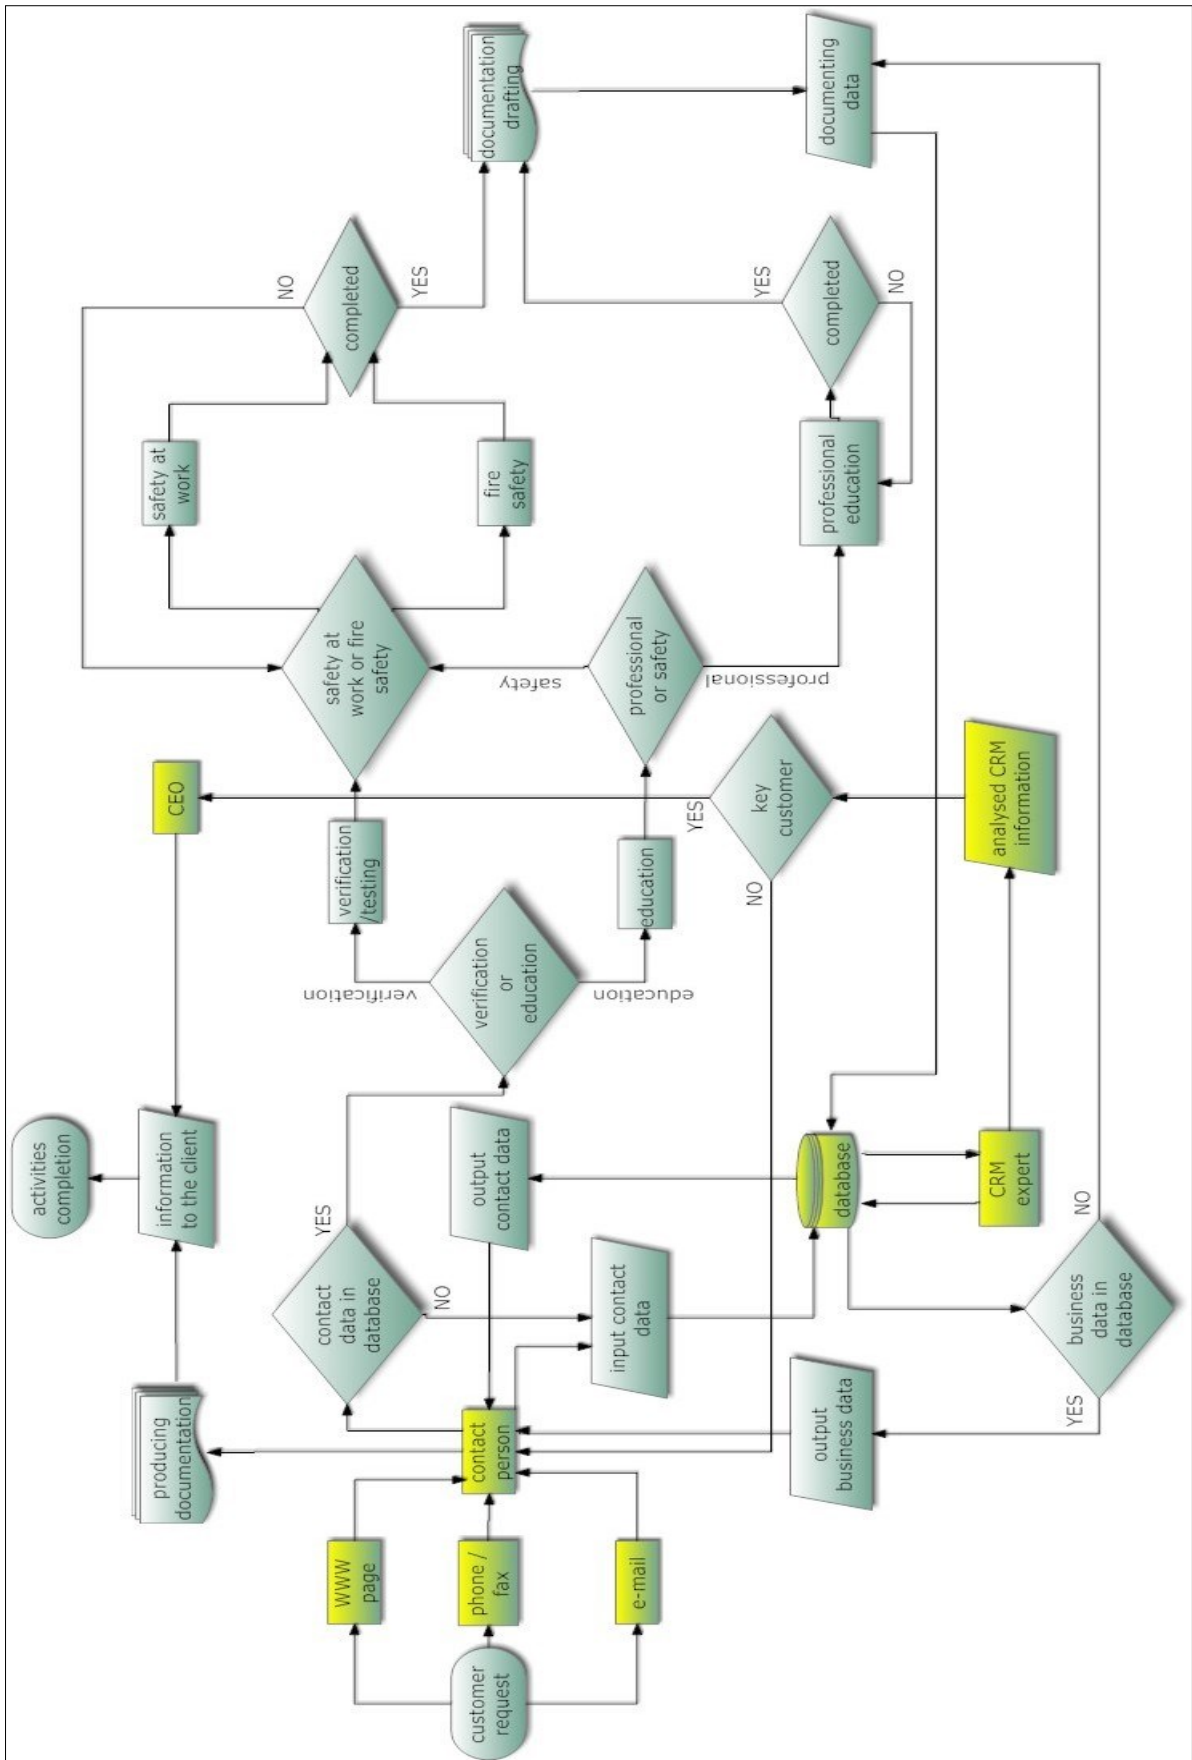 customer
request
WWW
page
phone /
fax
e-mail
contact
person
producing
documentation
information
to the client
activities
completion
contact
data in
database
YES
NO
output
contact data
input contact
data
output
business data
YES
business
data in
database
NO
database
CRM
expert
analysed CRM
information
key
customer
YES
NO
CEO
verification
or
education
verification
education
verification
/testing
education
professional
or safety
safety
professional
safety at
work or fire
safety
safety at
work
fire
safety
professional
education
completed
NO
YES
completed
YES
NO
documentation
drafting
documenting
data